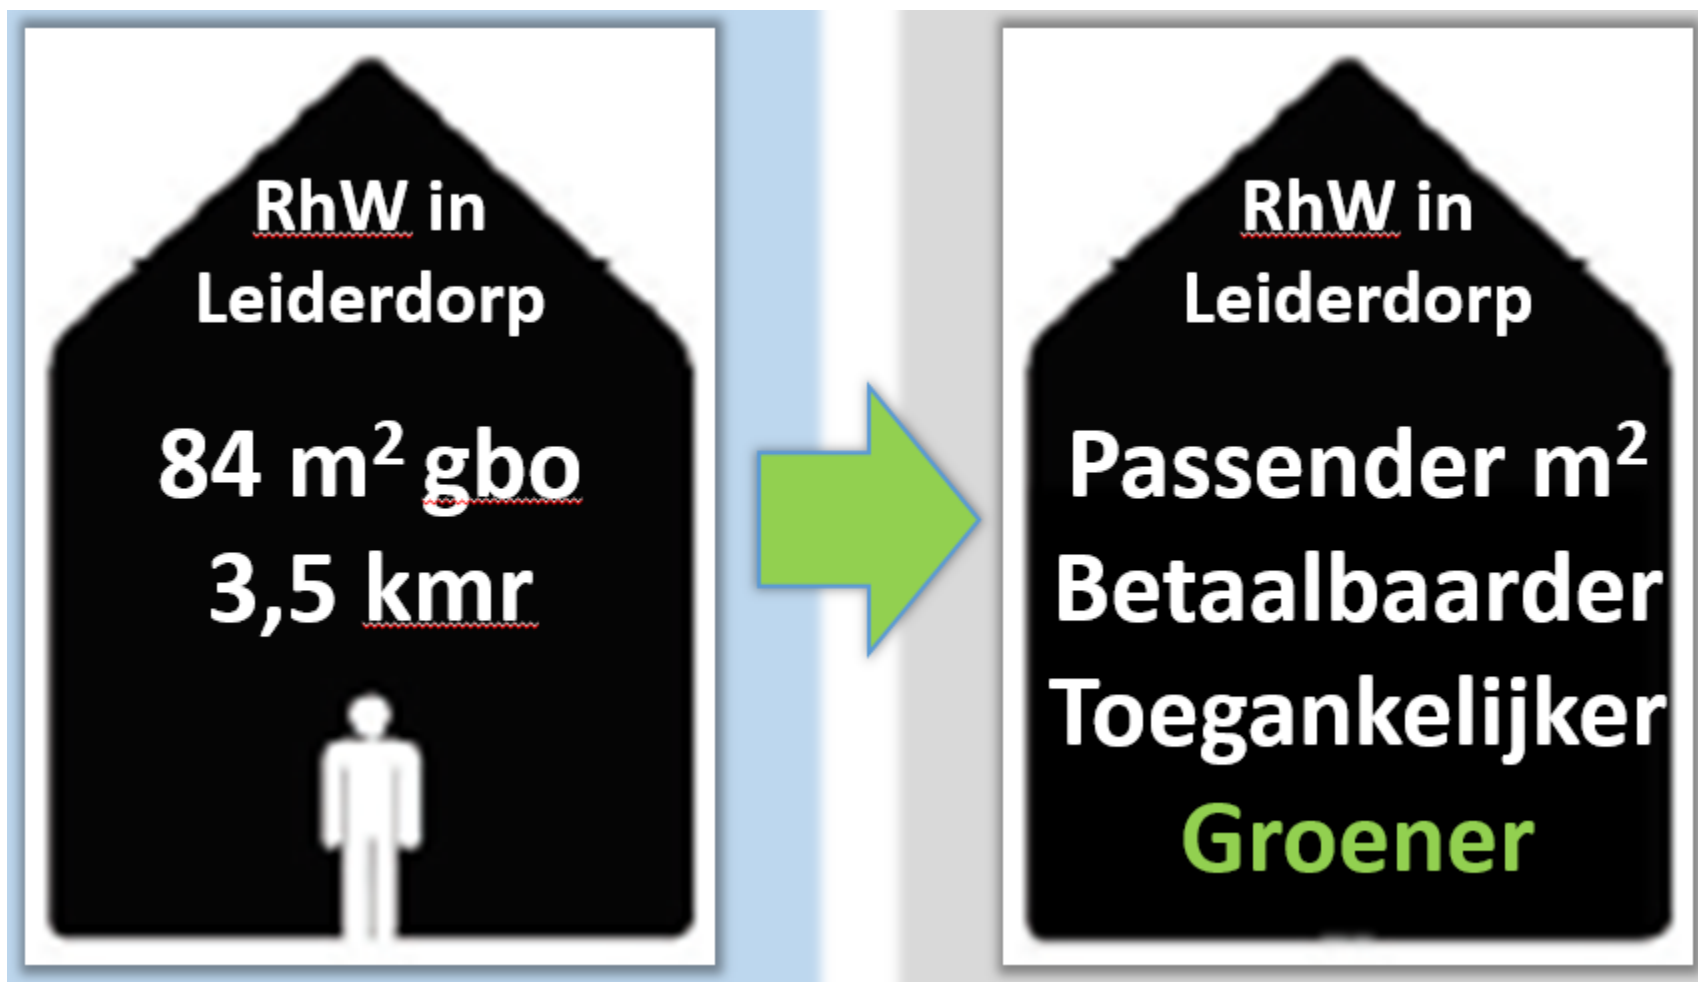 RhW in
Leiderdorp
84 m² gbo
3,5 kmr
RhW in
Leiderdorp
Passender m²
Betaalbaarder
Toegankelijker
Groener